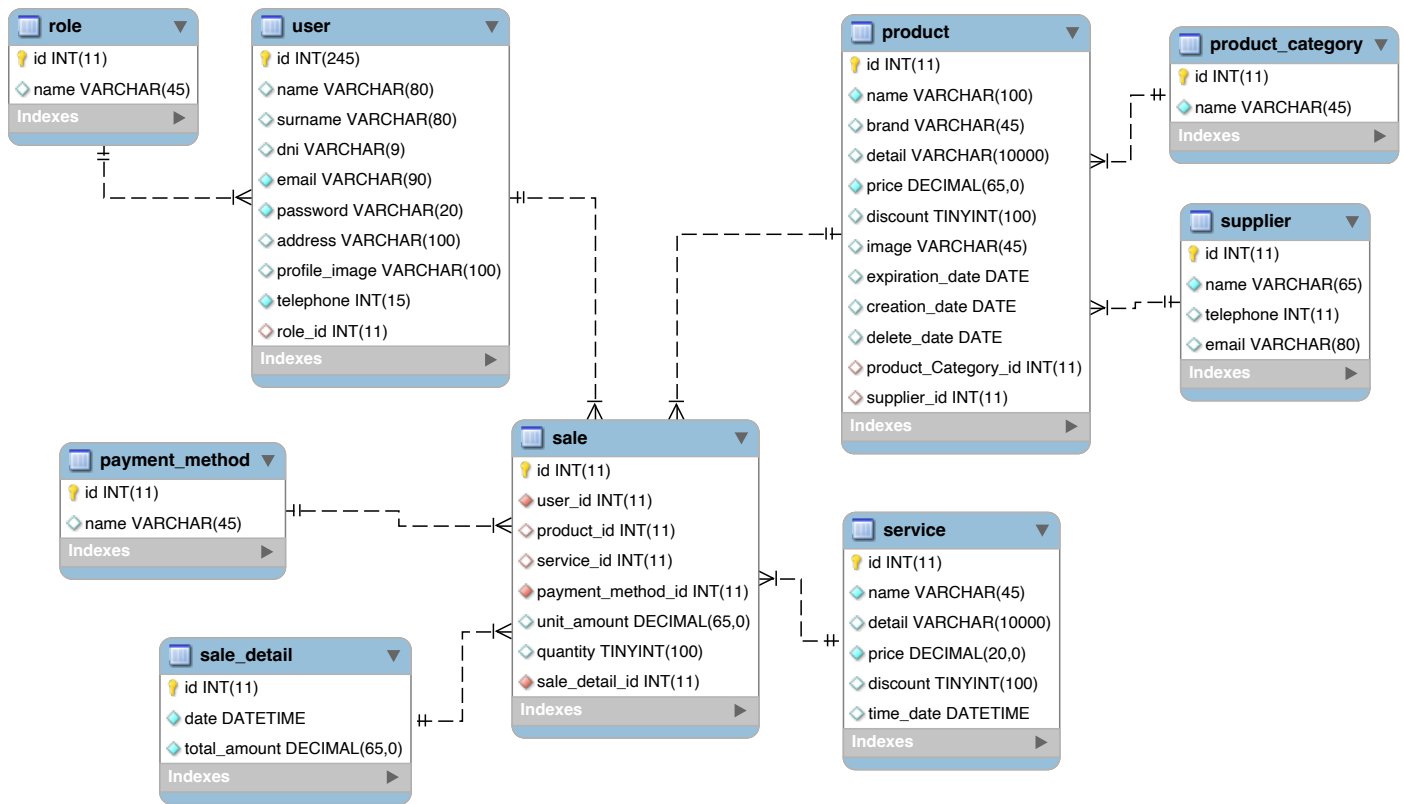 role
id INT(11)
name VARCHAR(45)
Indexes
user
id INT(245)
name VARCHAR(80)
surname VARCHAR(80)
dni VARCHAR(9)
email VARCHAR(90)
password VARCHAR(20)
address VARCHAR(100)
profile_image VARCHAR(100)
telephone INT(15)
role_id INT(11)
Indexes
product
id INT(11)
name VARCHAR(100)
brand VARCHAR(45)
detail VARCHAR(10000)
price DECIMAL(65,0)
discount TINYINT(100)
image VARCHAR(45)
expiration_date DATE
creation_date DATE
delete_date DATE
product_Category_id INT(11)
supplier_id INT(11)
Indexes
product_category
id INT(11)
name VARCHAR(45)
Indexes
supplier
id INT(11)
name VARCHAR(65)
telephone INT(11)
email VARCHAR(80)
Indexes
payment_method
id INT(11)
name VARCHAR(45)
Indexes
sale
id INT(11)
user_id INT(11)
product_id INT(11)
service_id INT(11)
payment_method_id INT(11)
unit_amount DECIMAL(65,0)
quantity TINYINT(100)
sale_detail_id INT(11)
Indexes
service
id INT(11)
name VARCHAR(45)
detail VARCHAR(10000)
price DECIMAL(20,0)
discount TINYINT(100)
time_date DATETIME
Indexes
sale_detail
id INT(11)
date DATETIME
total_amount DECIMAL(65,0)
Indexes